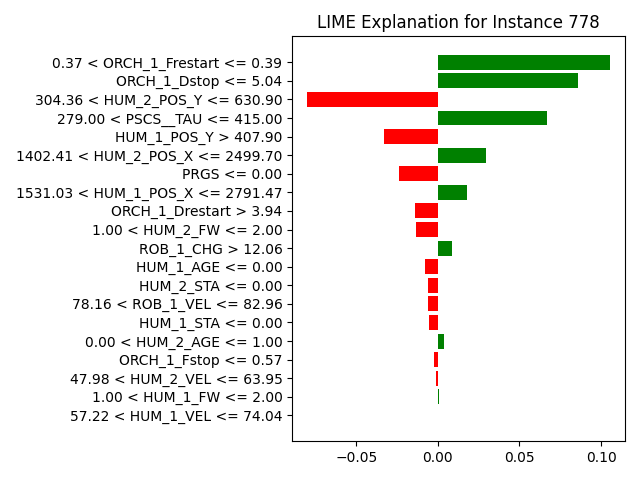 LIME Explanation for Instance 778
0.37 < ORCH_1_Frestart <= 0.39
ORCH_1_Dstop <= 5.04
304.36 < HUM_2_POS_Y <= 630.90
279.00 < PSCS__TAU <= 415.00
HUM_1_POS_Y > 407.90
1402.41 < HUM_2_POS_X <= 2499.70
PRGS <= 0.00
1531.03 < HUM_1_POS_X <= 2791.47
ORCH_1_Drestart > 3.94
1.00 < HUM_2_FW <= 2.00
ROB_1_CHG > 12.06
HUM_1_AGE <= 0.00
HUM_2_STA <= 0.00
78.16 < ROB_1_VEL <= 82.96
HUM_1_STA <= 0.00
0.00 < HUM_2_AGE <= 1.00
ORCH_1_Fstop <= 0.57
47.98 < HUM_2_VEL <= 63.95
1.00 < HUM_1_FW <= 2.00
57.22 < HUM_1_VEL <= 74.04
−0.05 0.00 0.05 0.10